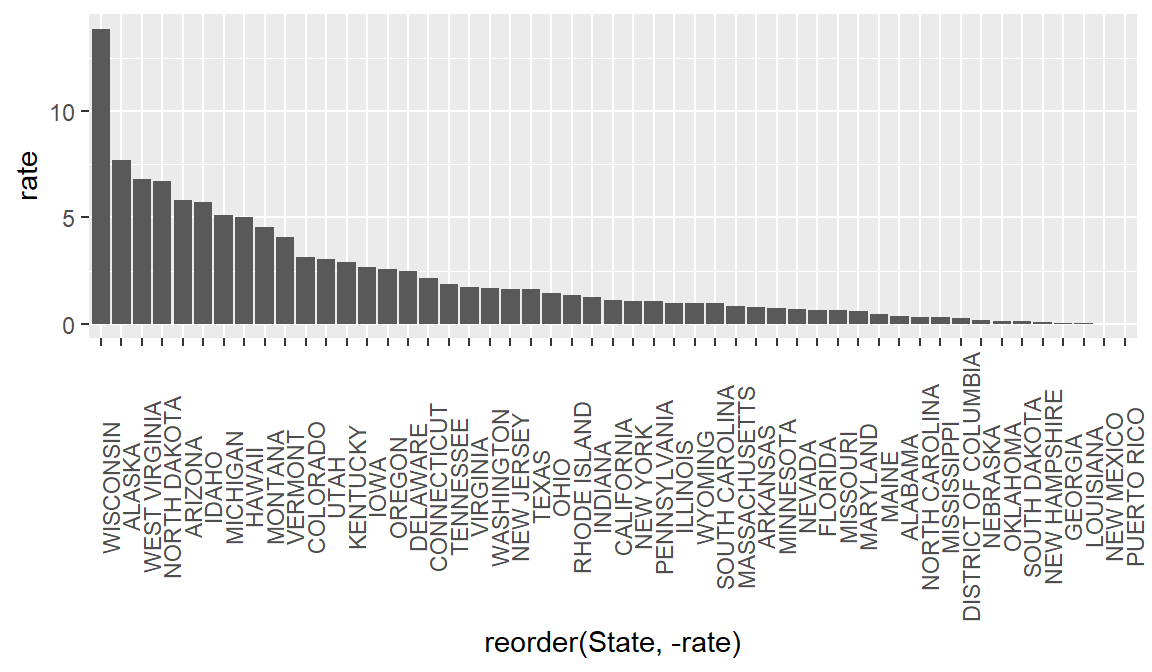 rate
10
5
0
WISCONSIN
ALASKA
WEST VIRGINIA
NORTH DAKOTA
ARIZONA
IDAHO
MICHIGAN
HAWAII
MONTANA
VERMONT
COLORADO
UTAH
KENTUCKY
IOWA
OREGON
DELAWARE
CONNECTICUT
TENNESSEE
VIRGINIA
WASHINGTON
NEW JERSEY
TEXAS
OHIO
RHODE ISLAND
INDIANA
CALIFORNIA
NEW YORK
PENNSYLVANIA
ILLINOIS
WYOMING
SOUTH CAROLINA
MASSACHUSETTS
ARKANSAS
MINNESOTA
NEVADA
FLORIDA
MISSOURI
MARYLAND
MAINE
ALABAMA
NORTH CAROLINA
MISSISSIPPI
DISTRICT OF COLUMBIA
NEBRASKA
OKLAHOMA
SOUTH DAKOTA
NEW HAMPSHIRE
GEORGIA
LOUISIANA
NEW MEXICO
PUERTO RICO
reorder(State, -rate)